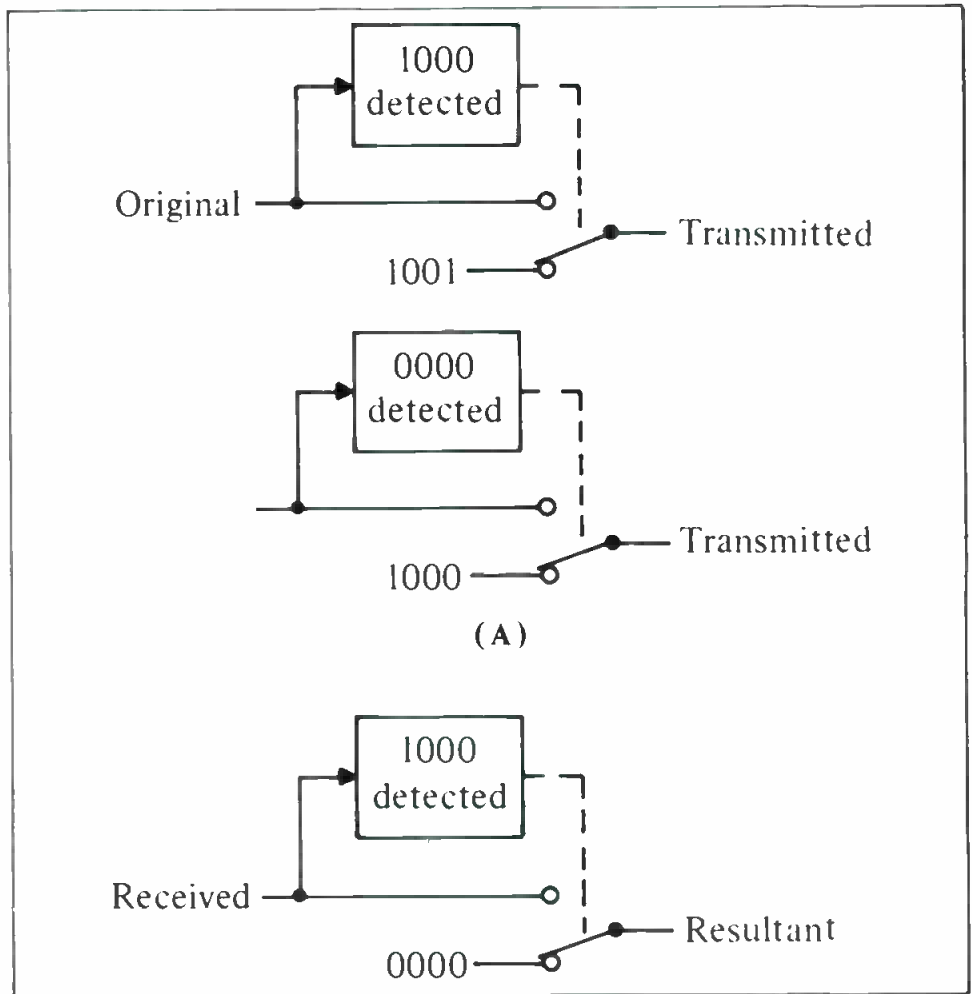 1000
detected
Original
Transmitted
1001
0000
detected
Transmitted
1000
(A)
1000
detected
Received
Resultant
0000